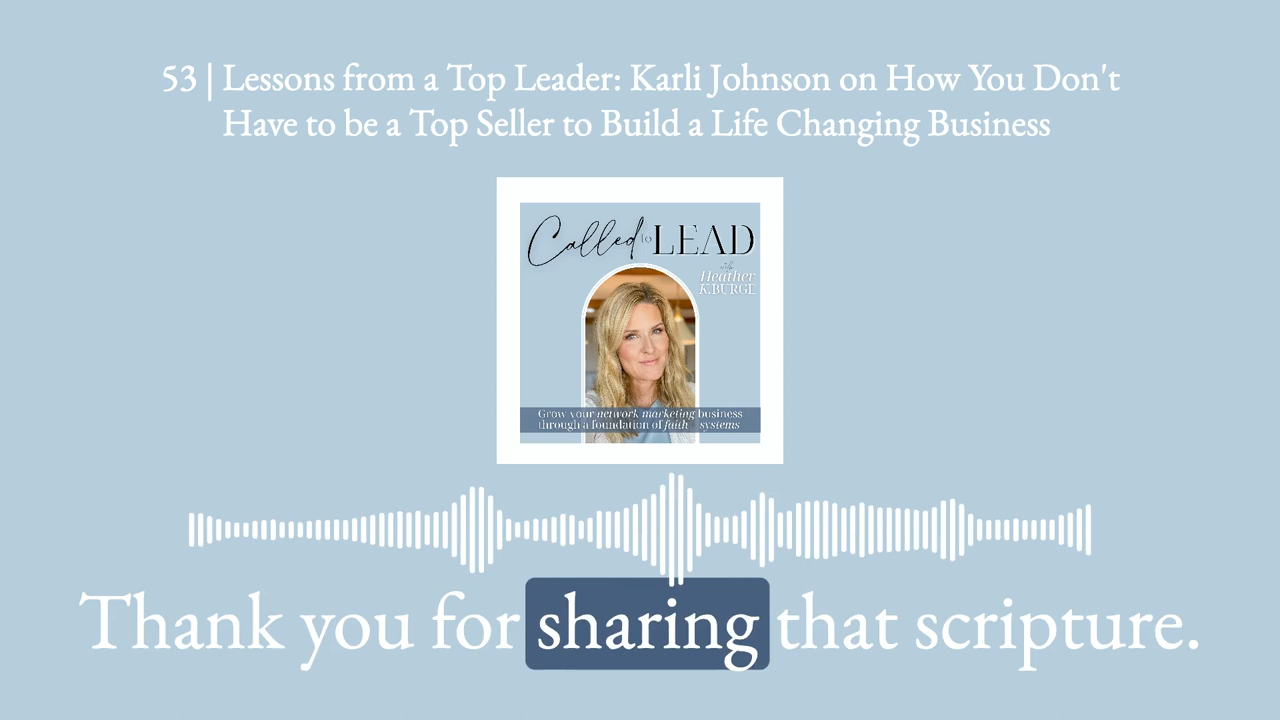 53 | Lessons from a Top Leader: Karli Johnson on How You Don't
Have to be a Top Seller to Build a Life Changing Business
Called to LEAD
with
Heather
K.BURGE
Grow your network marketing business
through a foundation of faith + systems
Thank you for sharing that scripture.